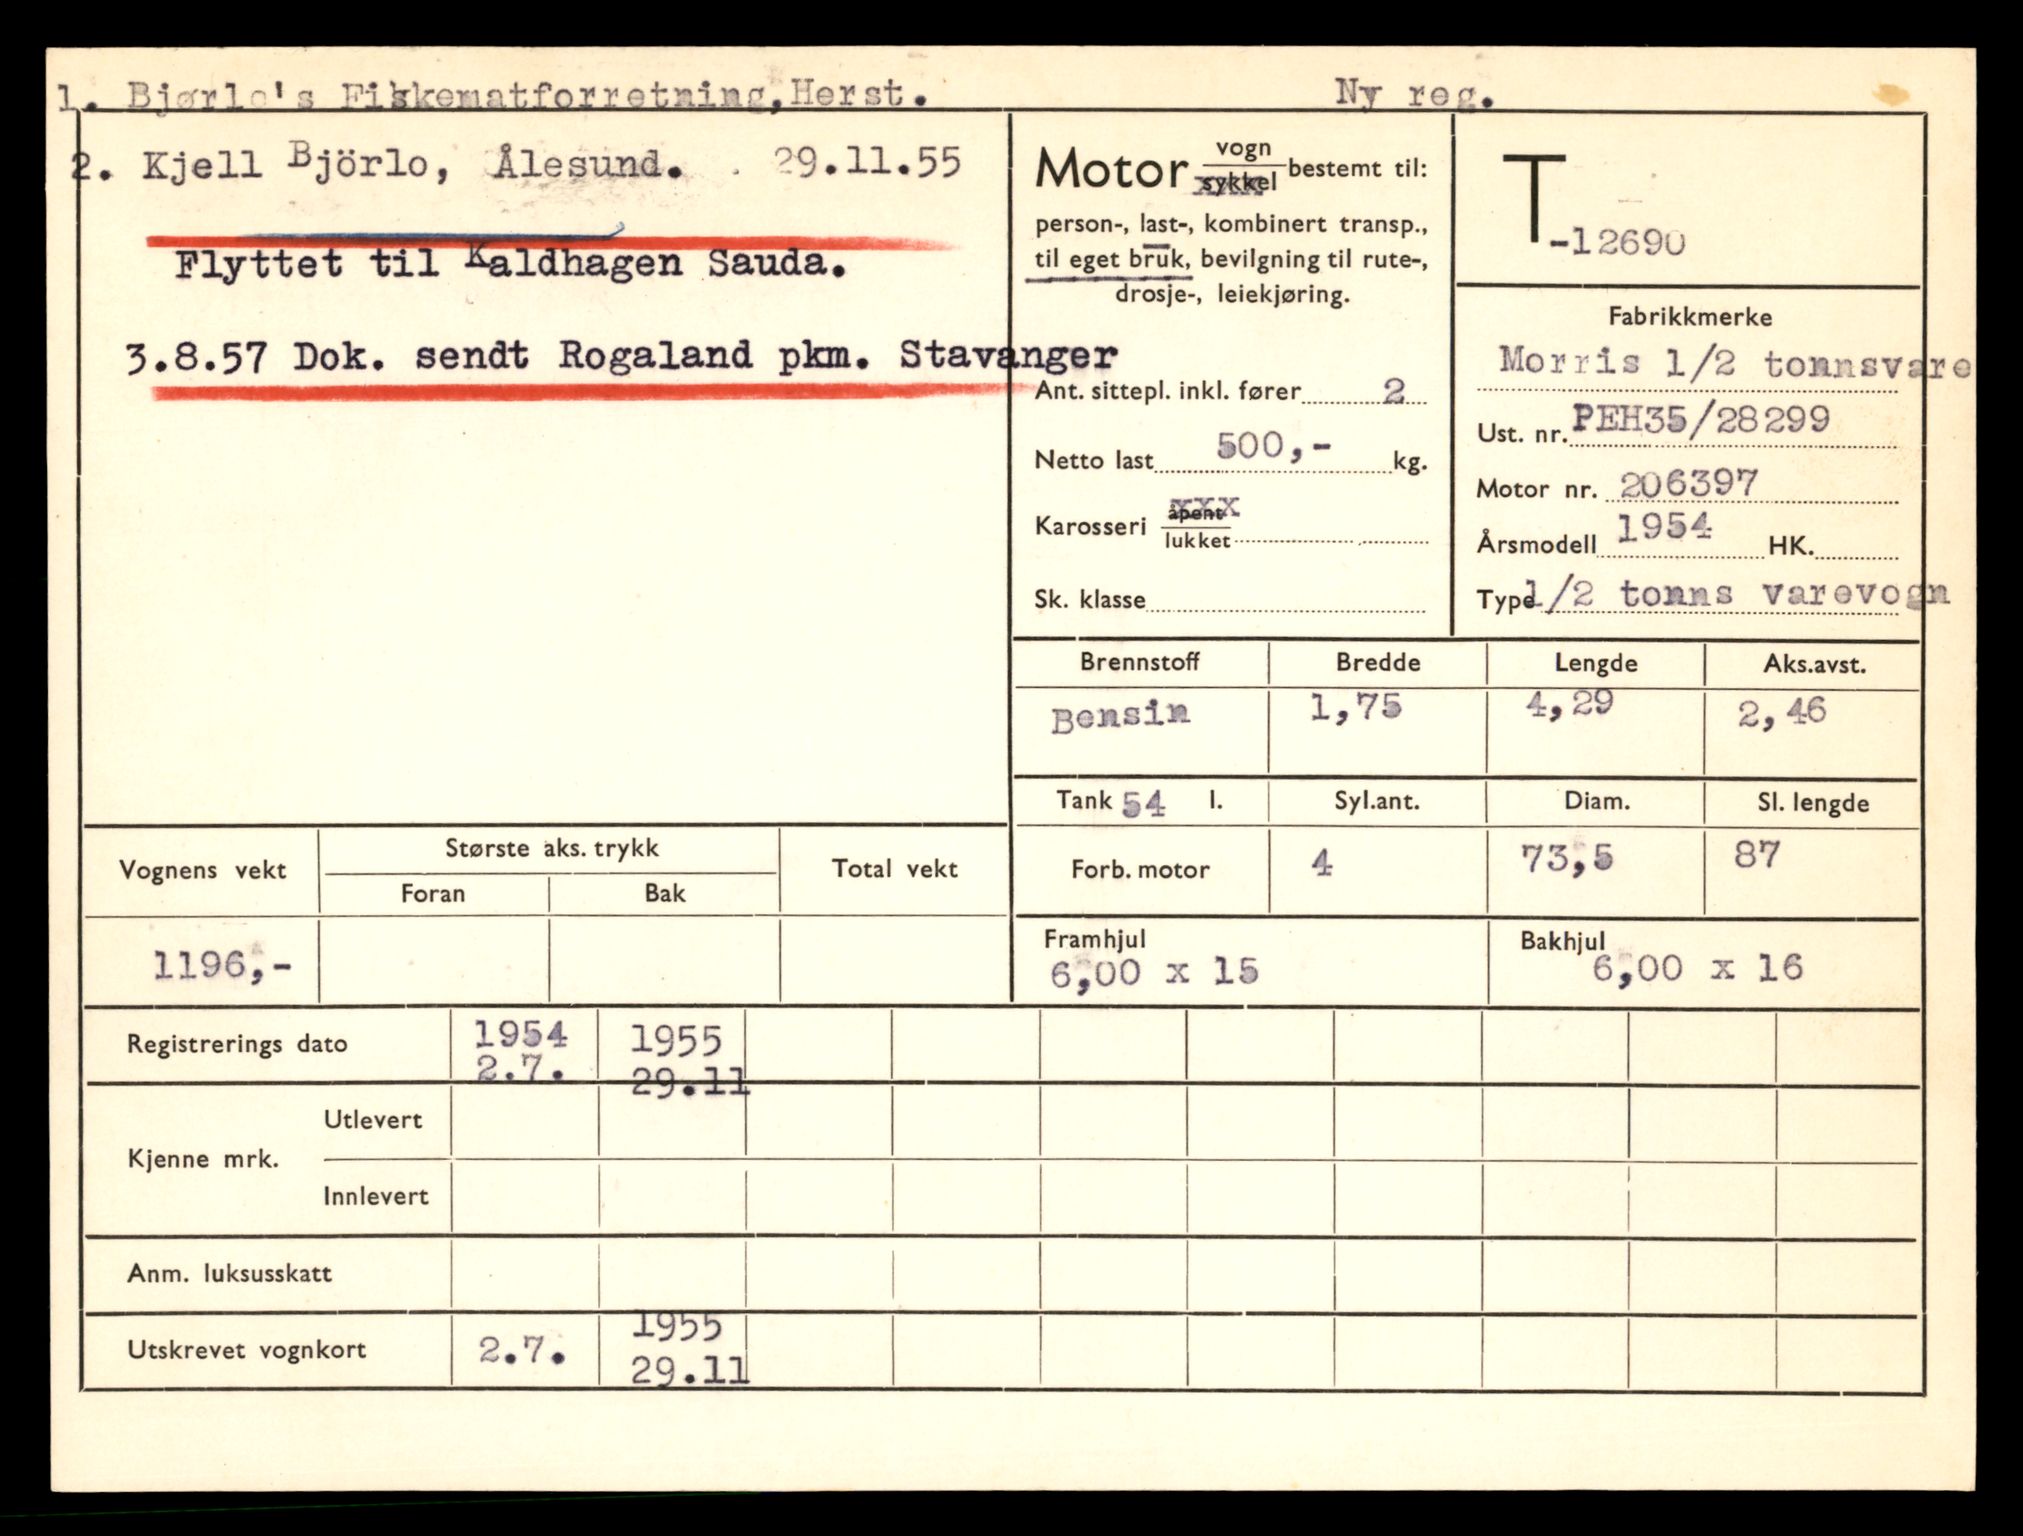 1. Bjørlo's Fiskematforretning, Herst.
Ny reg.
2. Kjell Björlo, Ålesund. 29.11.55
Flyttet til Kaldhagen Sauda.
3.8.57 Dok. sendt Rogaland pkm. Stavanger
Motor vogn sykkel bestemt til:
person-, last-, kombinert transp.,
til eget bruk, bevilgning til rute-,
drosje-, leiekjøring.
Ant. sittepl. inkl. fører 2
Netto last 500,- kg.
Karosseri åpent xxx
lukket
Sk. klasse
T-12690
Fabrikkmerke
Morris 1/2 tonnsvare
Ust. nr. PEH35/28299
Motor nr. 206397
Årsmodell 1954 HK.
Type 1/2 tonns varevogn
Brennstoff Bredde Lengde Aks.avst.
Bensin 1,75 4,29 2,46
Tank 54 l. Syl.ant. Diam. Sl. lengde
Forb. motor 4 73,5 87
Framhjul Bakhjul
6,00 x 15 6,00 x 16
Vognens vekt Største aks. trykk Total vekt
Foran Bak
1196,-
Registrerings dato 1954 1955
2.7. 29.11
Kjenne mrk. Utlevert
Innlevert
Anm. luksusskatt
Utskrevet vognkort 2.7. 1955
29.11